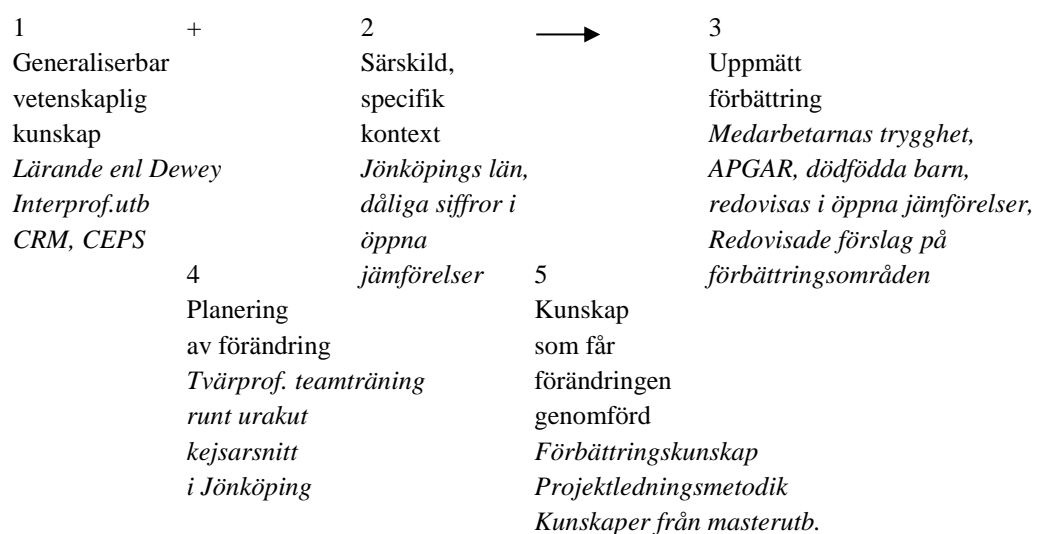 1
+
2
3
Generaliserbar
vetenskaplig
kunskap
Lärande enl Dewey
Interprof.utb
CRM, CEPS
Särskild,
specifik
kontext
Jönköpings län,
dåliga siffror i
öppna
jämförelser
Uppmätt
förbättring
Medarbetarnas trygghet,
APGAR, dödfödda barn,
redovisas i öppna jämförelser,
Redovisade förslag på
förbättringsområden
4
Planering
av förändring
Tvärprof. teamträning
runt urakut
kejsarsnitt
i Jönköping
5
Kunskap
som får
förändringen
genomförd
Förbättringskunskap
Projektledningsmetodik
Kunskaper från masterutb.